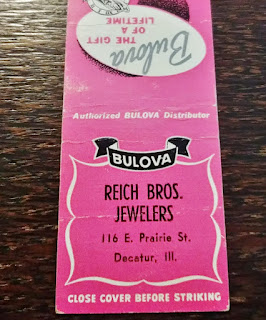 Bulova
THE GIFT
OF A
LIFETIME
Authorized BULOVA Distributor
BULOVA
REICH BROS.
JEWELERS
116 E. Prairie St.
Decatur, Ill.
CLOSE COVER BEFORE STRIKING